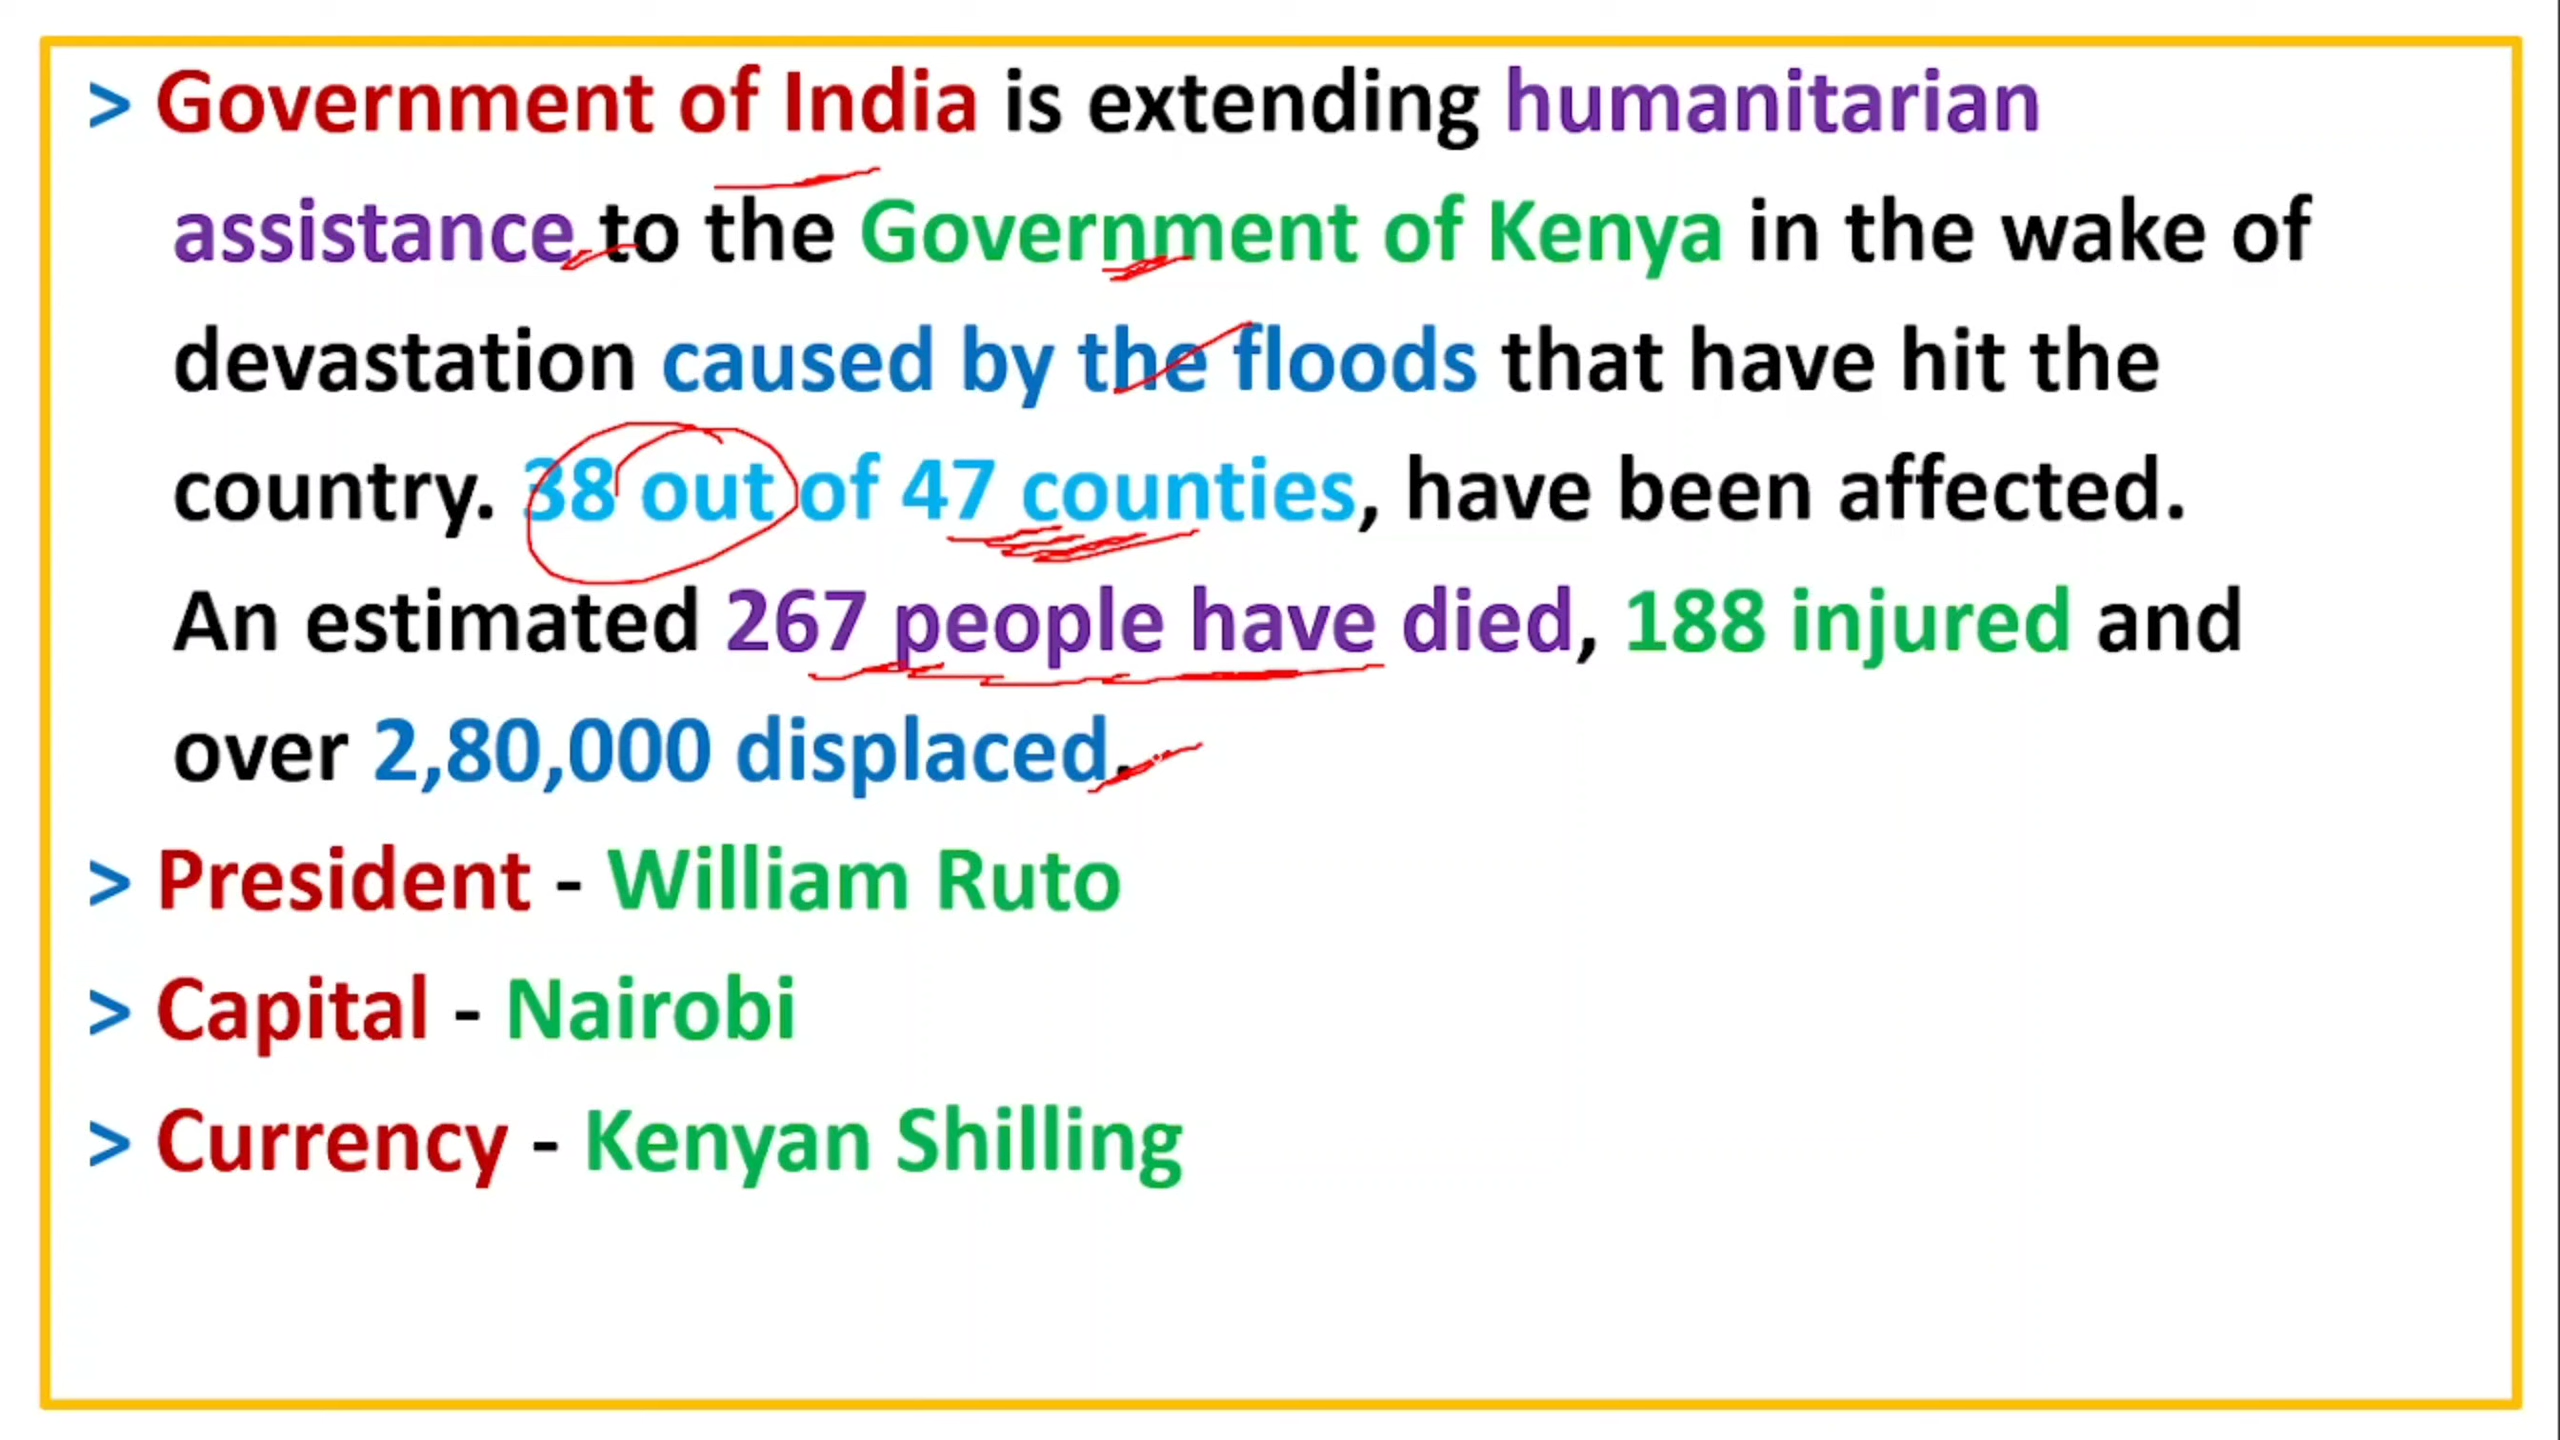 > Government of India is extending humanitarian
assistance to the Government of Kenya in the wake of
devastation caused by the floods that have hit the
country. 38 out of 47 counties, have been affected.
An estimated 267 people have died, 188 injured and
over 2,80,000 displaced.
> President - William Ruto
> Capital - Nairobi
> Currency - Kenyan Shilling